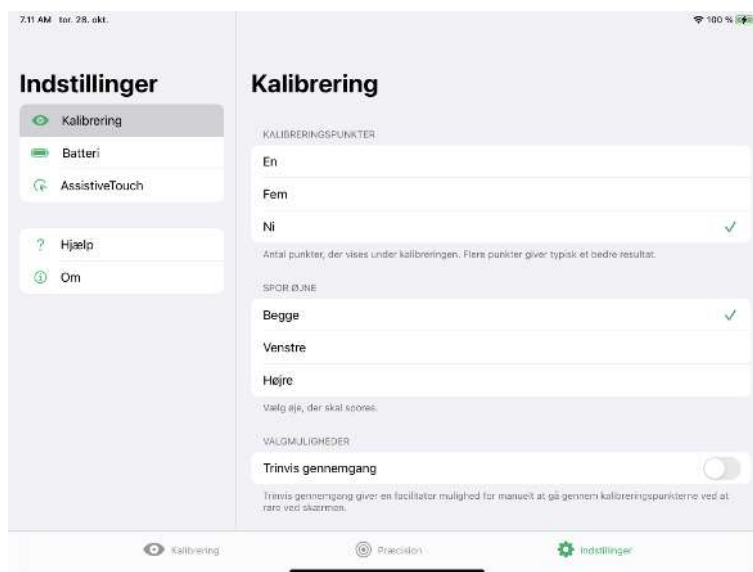 7.11 AM tor. 28. okt.
100 %
Indstillinger
Kalibrering
Batteri
AssistiveTouch
Hjælp
Om
Kalibrering
KALIBRERINGSPUNKTER
En
Fem
Ni
Antal punkter, der vises under kalibreringen. Flere punkter giver typisk et bedre resultat.
SPOR ØJNE
Begge
Venstre
Højre
Vælg øje, der skal spores.
VALGMULIGHEDER
Trinvis gennemgang
Trinvis gennemgang giver en facilitator mulighed for manuelt at gå gennem kalibreringspunkterne ved at
røre ved skærmen.
Kalibrering
Præcision
Indstillinger